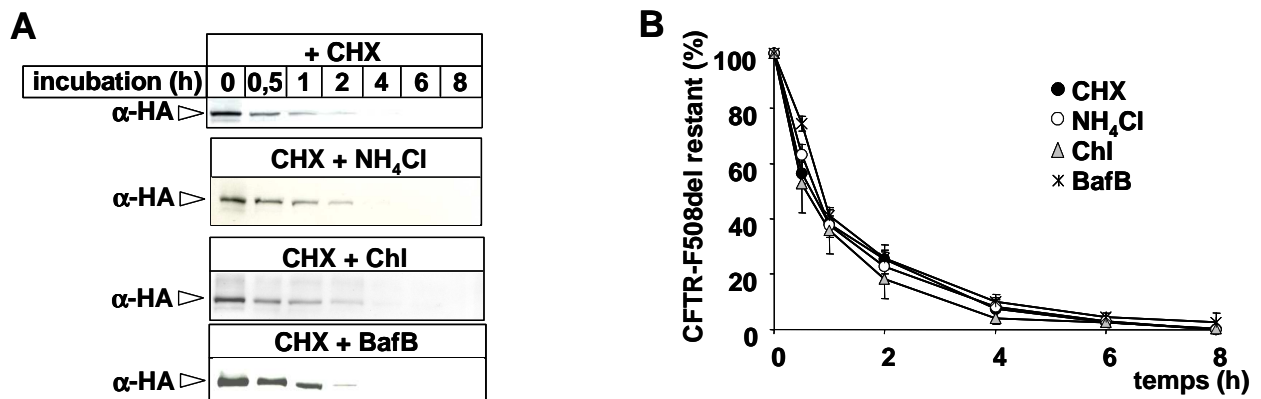 A
+ CHX
incubation (h) 0 0,5 1 2 4 6 8
α-HA
CHX + NH₄Cl
α-HA
CHX + Chl
α-HA
CHX + BafB
α-HA
B
CFTR-F508del restant (%)
100
80
60
40
20
0
0 2 4 6 8
temps (h)
CHX
NH₄Cl
Chl
BafB